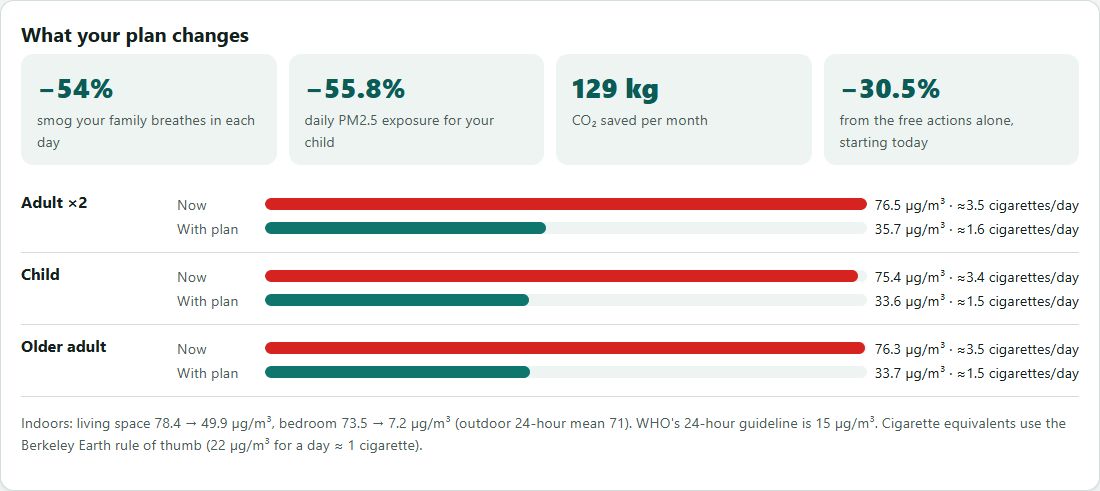 What your plan changes
−54%
smog your family breathes in each
day
−55.8%
daily PM2.5 exposure for your
child
129 kg
CO₂ saved per month
−30.5%
from the free actions alone,
starting today
Adult ×2
Now
76.5 µg/m³ · ≈3.5 cigarettes/day
With plan
35.7 µg/m³ · ≈1.6 cigarettes/day
Child
Now
75.4 µg/m³ · ≈3.4 cigarettes/day
With plan
33.6 µg/m³ · ≈1.5 cigarettes/day
Older adult
Now
76.3 µg/m³ · ≈3.5 cigarettes/day
With plan
33.7 µg/m³ · ≈1.5 cigarettes/day
Indoors: living space 78.4 → 49.9 µg/m³, bedroom 73.5 → 7.2 µg/m³ (outdoor 24-hour mean 71). WHO's 24-hour guideline is 15 µg/m³. Cigarette equivalents use the
Berkeley Earth rule of thumb (22 µg/m³ for a day ≈ 1 cigarette).